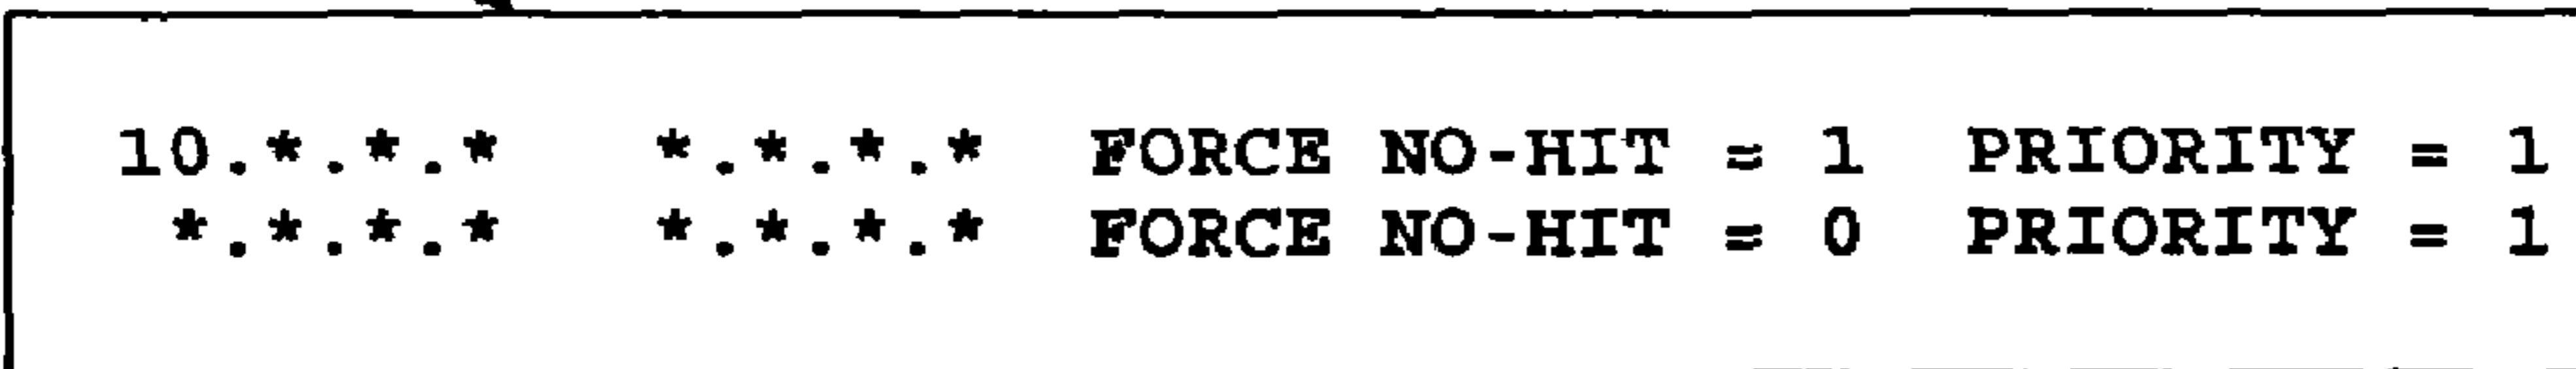 10.*.*.* *.*.*.* FORCE NO-HIT = 1 PRIORITY = 1
*.*.*.* *.*.*.* FORCE NO-HIT = 0 PRIORITY = 1